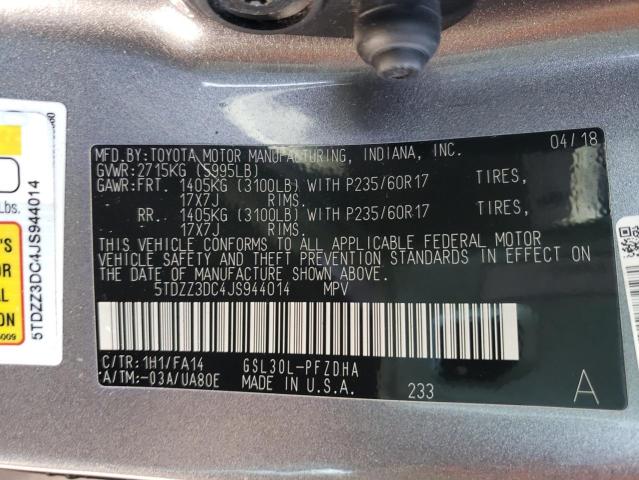 MFD.BY:TOYOTA MOTOR MANUFACTURING, INDIANA, INC. 04/18
GVWR:2715KG (5995LB)
GAWR:FRT. 1405KG (3100LB) WITH P235/60R17 TIRES,
17X7J RIMS.
RR. 1405KG (3100LB) WITH P235/60R17 TIRES,
17X7J RIMS.
THIS VEHICLE CONFORMS TO ALL APPLICABLE FEDERAL MOTOR
VEHICLE SAFETY AND THEFT PREVENTION STANDARDS IN EFFECT ON
THE DATE OF MANUFACTURE SHOWN ABOVE.
5TDZZ3DC4JS944014 MPV
C/TR:1H1/FA14 GSL30L-PFZDHA
A/TM:-03A/UA80E MADE IN U.S.A. 233 A
5TDZZ3DC4JS944014
Lbs.